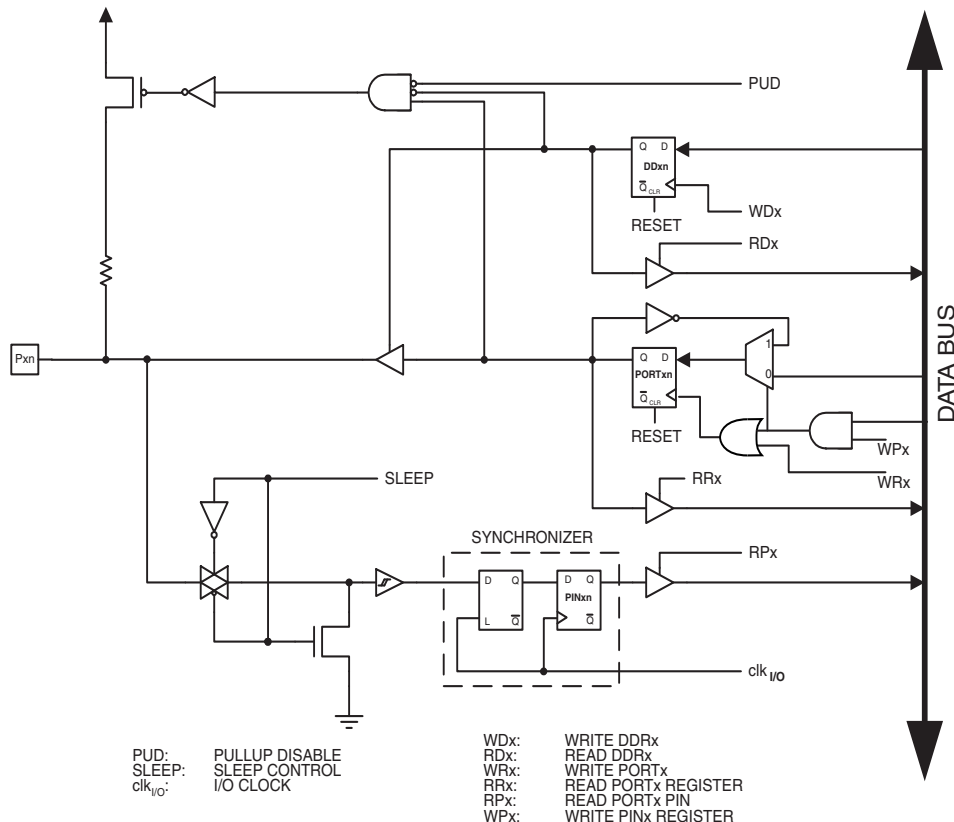 PUD
Q D
DDxn
Q CLR
WDx
RESET
RDx
1
Pxn
Q D
PORTxn
0
Q CLR
RESET
WPx
WRx
DATA BUS
SLEEP
RRx
SYNCHRONIZER
RPx
D Q
D Q
PINxn
L Q
Q
clk I/O
PUD: PULLUP DISABLE
SLEEP: SLEEP CONTROL
clkI/O: I/O CLOCK
WDx: WRITE DDRx
RDx: READ DDRx
WRx: WRITE PORTx
RRx: READ PORTx REGISTER
RPx: READ PORTx PIN
WPx: WRITE PINx REGISTER